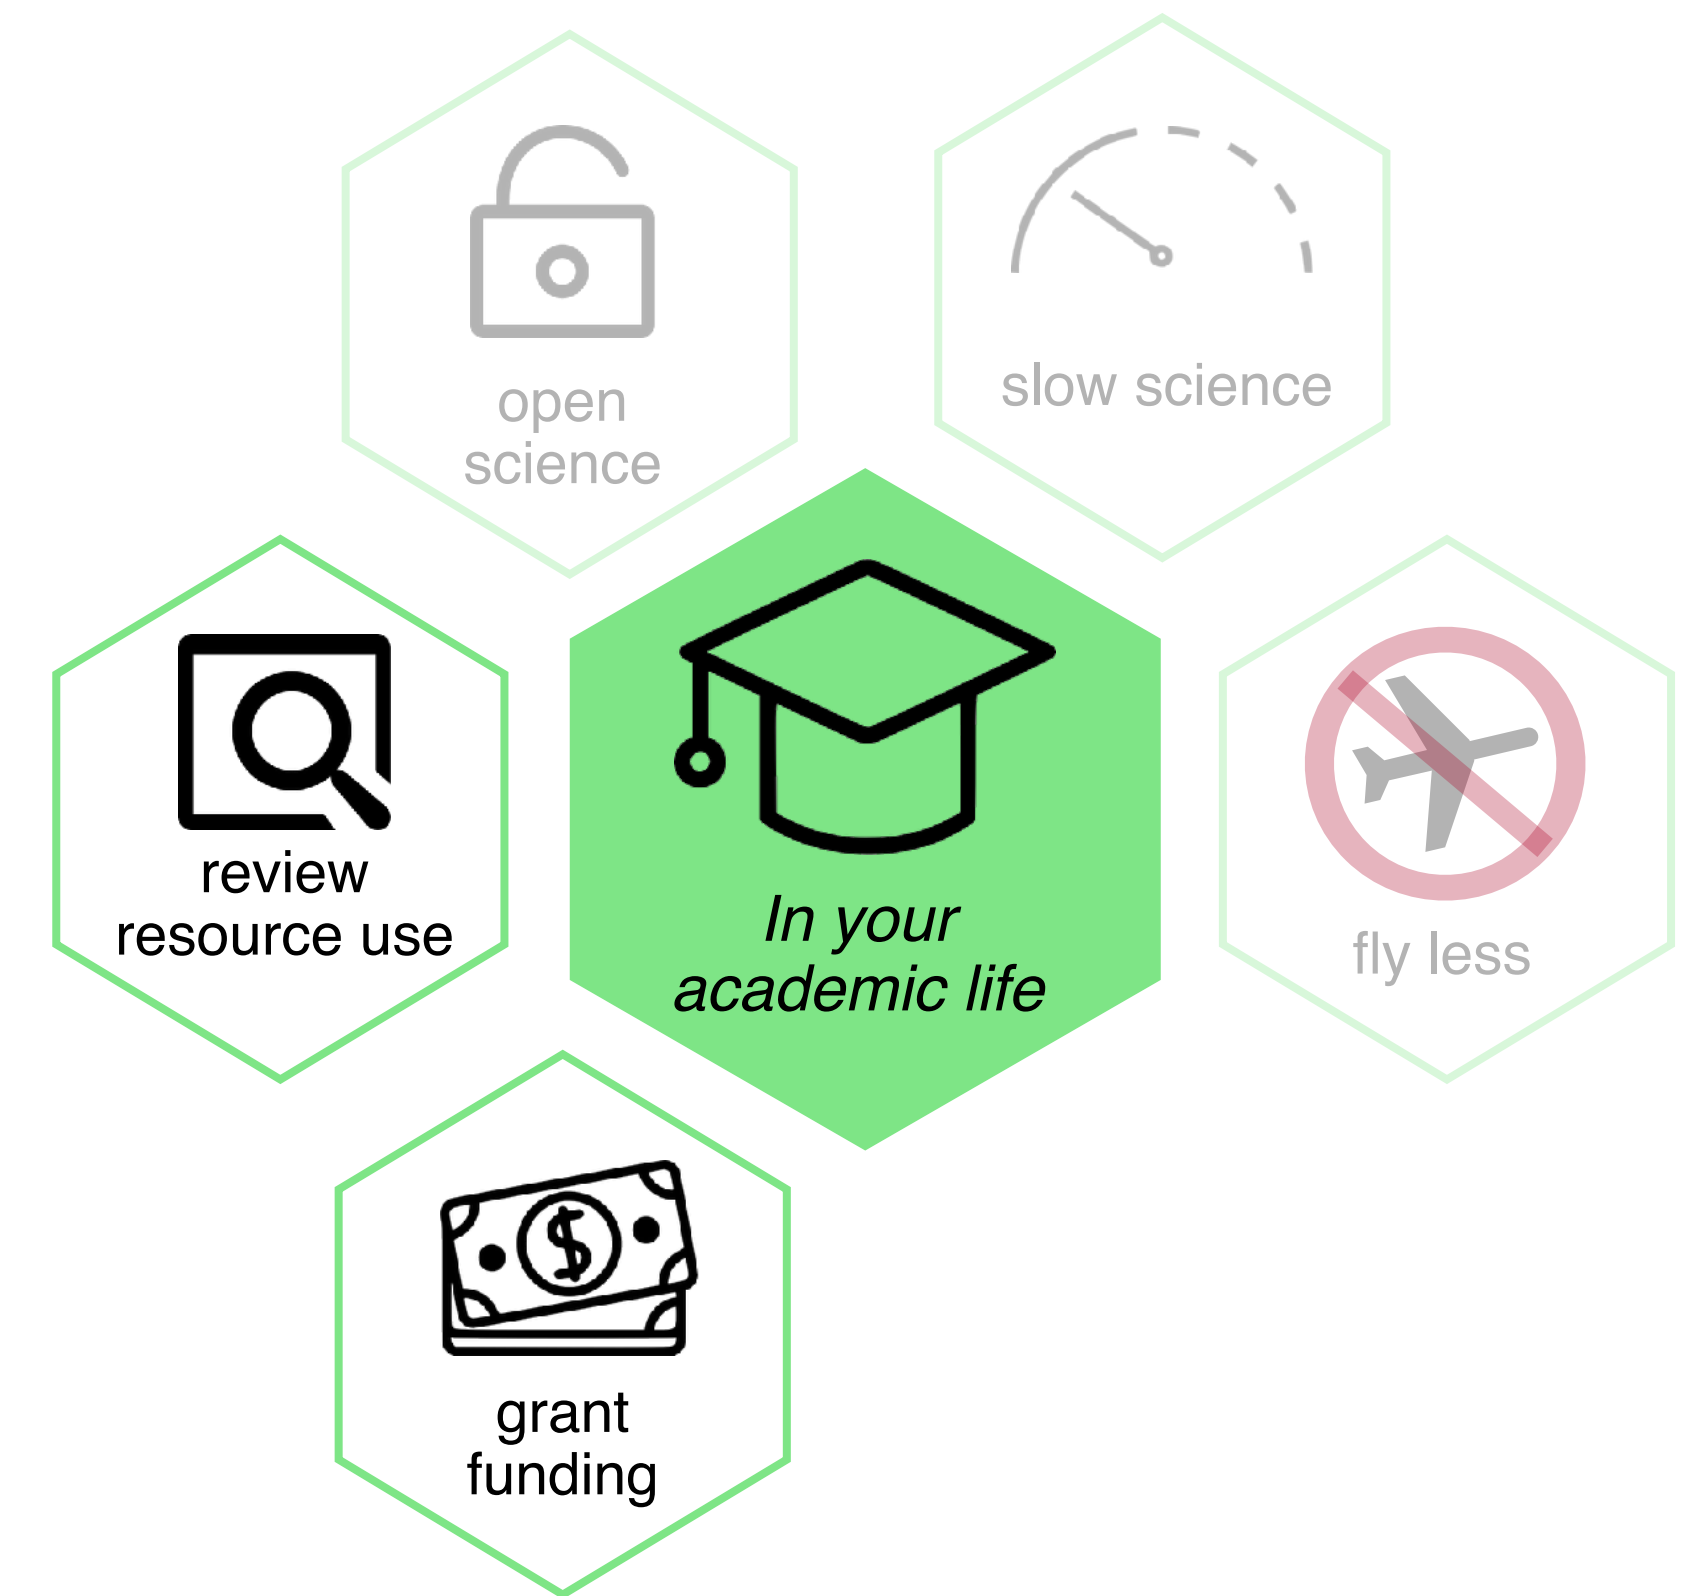 open
science
slow science
review
resource use
In your
academic life
fly less
$
grant
funding